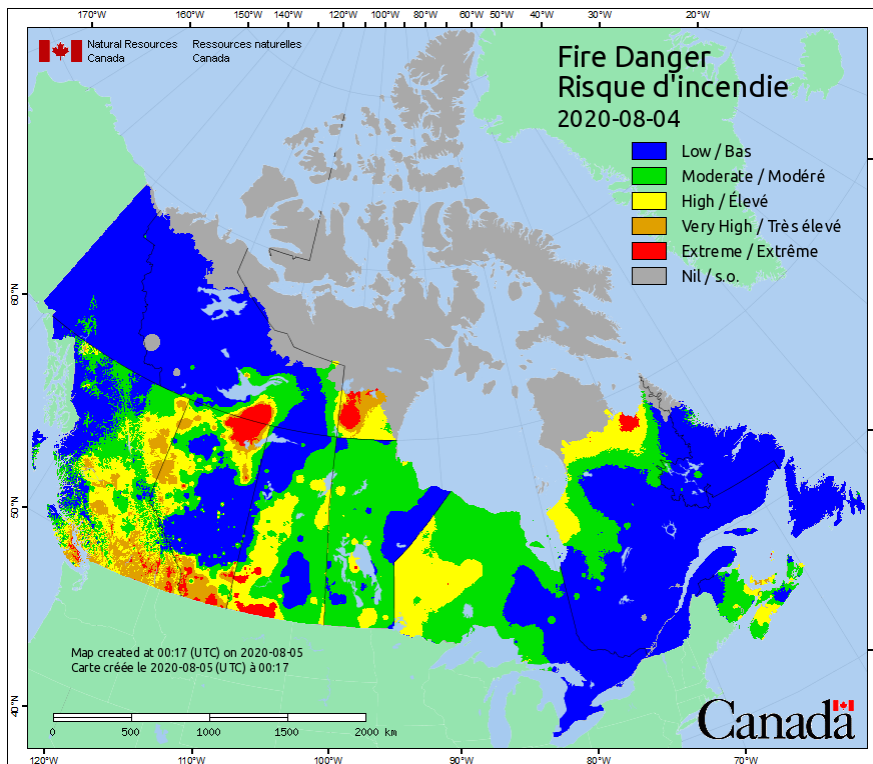 170°W 160°W 150°W 140°W 120°W 100°W 90°W 80°W 70°W 60°W 50°W 40°W 30°W 20°W
Natural Resources Ressources naturelles
Canada Canada
Fire Danger
Risque d'incendie
2020-08-04
Low / Bas
Moderate / Modéré
High / Élevé
Very High / Très élevé
Extreme / Extrême
Nil / s.o.
60°N
50°N
40°N
Map created at 00:17 (UTC) on 2020-08-05
Carte créée le 2020-08-05 (UTC) à 00:17
0 500 1000 1500 2000 km
Canada
120°W 110°W 100°W 90°W 80°W 70°W